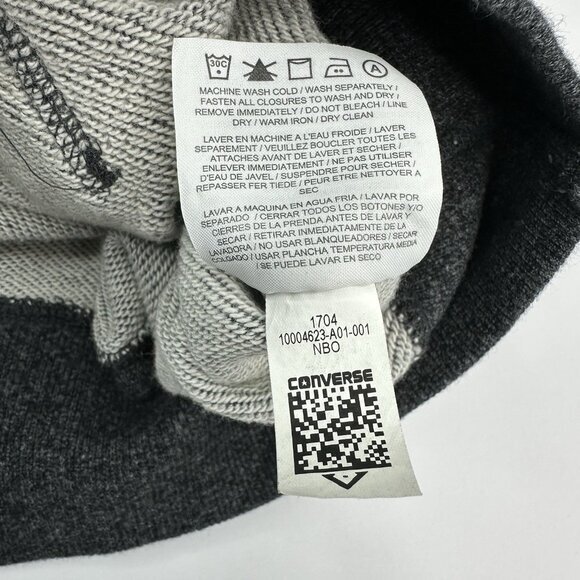 30C
A
MACHINE WASH COLD / WASH SEPARATELY /
FASTEN ALL CLOSURES TO WASH AND DRY /
REMOVE IMMEDIATELY / DO NOT BLEACH / LINE
DRY / WARM IRON / DRY CLEAN
LAVER EN MACHINE A L'EAU FROIDE / LAVER
SEPAREMENT / VEUILLEZ BOUCLER TOUTES LES
ATTACHES AVANT DE LAVER ET SECHER /
ENLEVER IMMEDIATEMENT / NE PAS UTILISER
D'EAU DE JAVEL / SUSPENDRE POUR SECHER /
REPASSER FER TIEDE / PEUR ETRE NETTOYER A
SEC
LAVAR A MAQUINA EN AGUA FRIA / LAVAR POR
SEPARADO / CERRAR TODOS LOS BOTONES Y/O
CIERRES DE LA PRENDA ANTES DE LAVAR Y
SECAR / RETIRAR INMEDIATAMENTE DE LA
LAVADORA / NO USAR BLANQUEADORES / SECAR
COLGADO / USAR PLANCHA TEMPERATURA MEDIA
/ SE PUEDE LAVAR EN SECO
1704
10004623-A01-001
NBO
CONVERSE